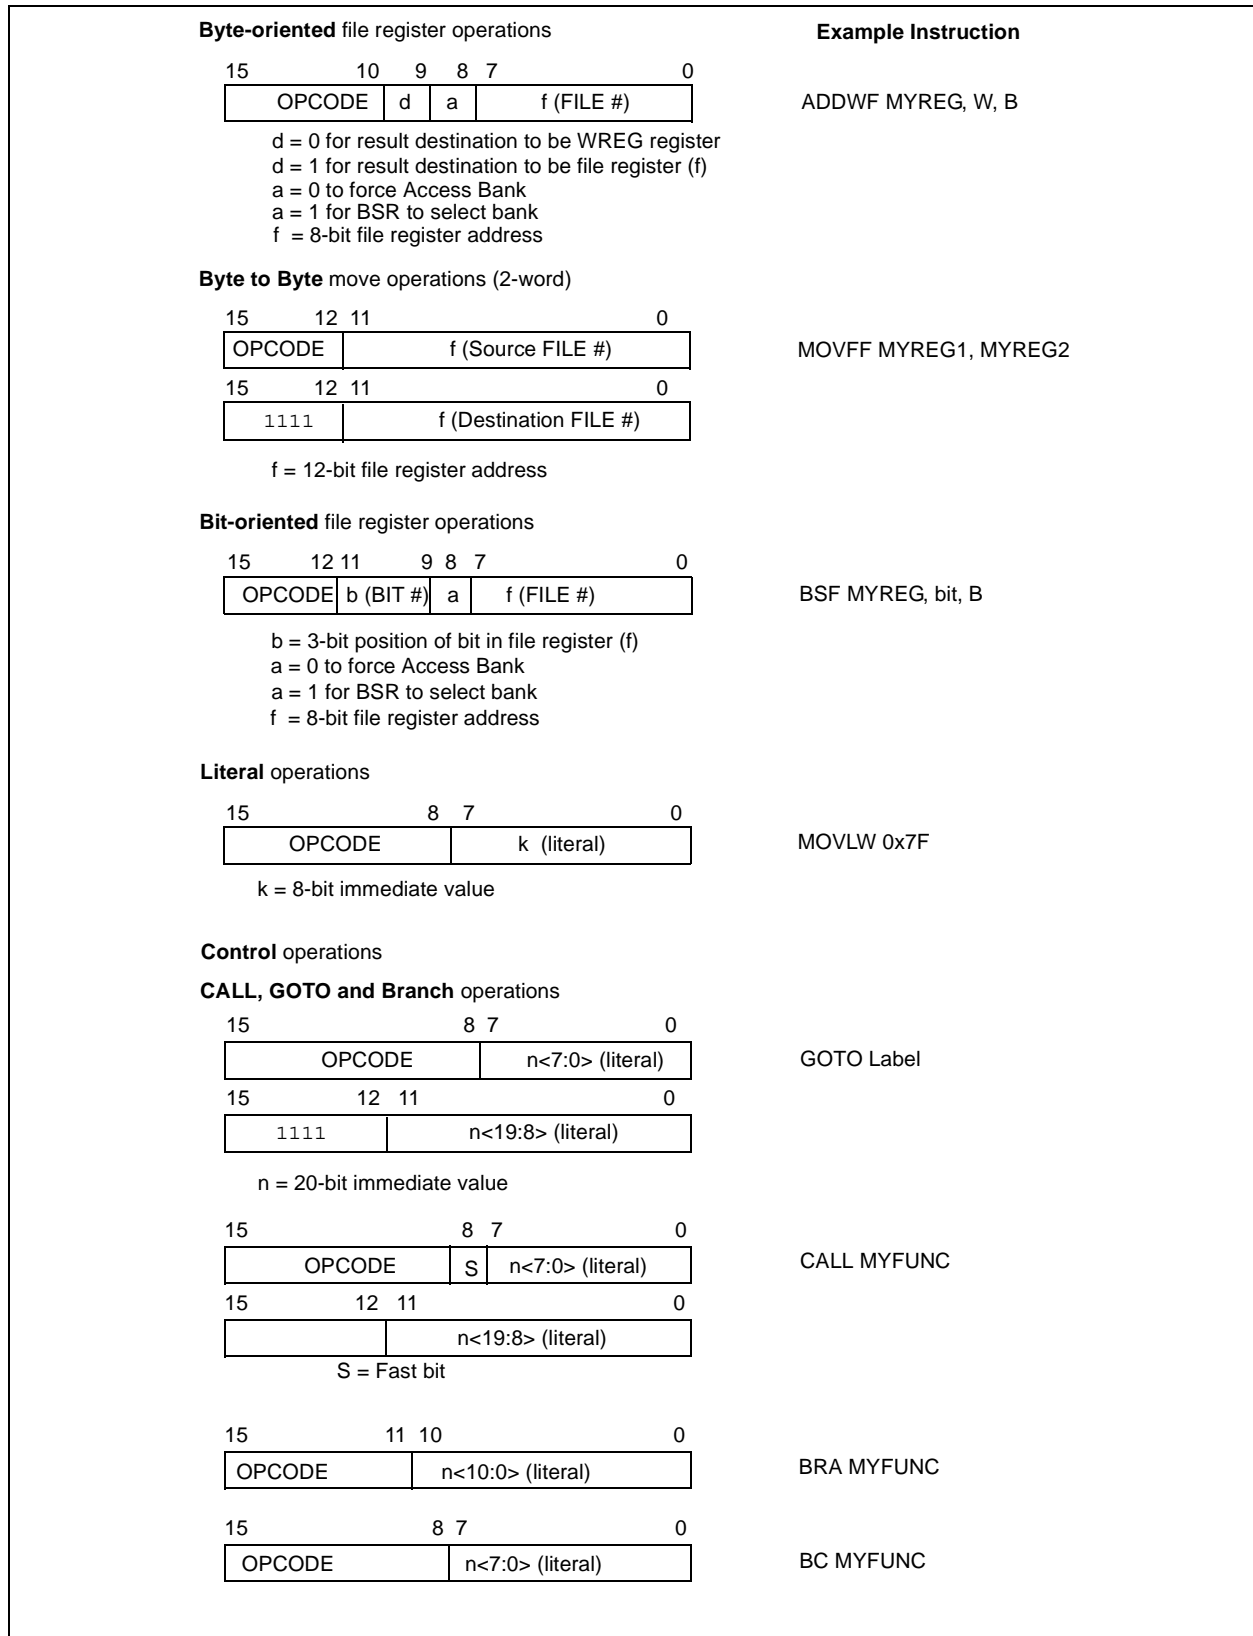 Byte-oriented file register operations Example Instruction
15 10 9 8 7 0
OPCODE d a f (FILE #) ADDWF MYREG, W, B
d = 0 for result destination to be WREG register
d = 1 for result destination to be file register (f)
a = 0 to force Access Bank
a = 1 for BSR to select bank
f = 8-bit file register address
Byte to Byte move operations (2-word)
15 12 11 0
OPCODE f (Source FILE #) MOVFF MYREG1, MYREG2
15 12 11 0
1111 f (Destination FILE #)
f = 12-bit file register address
Bit-oriented file register operations
15 12 11 9 8 7 0
OPCODE b (BIT #) a f (FILE #) BSF MYREG, bit, B
b = 3-bit position of bit in file register (f)
a = 0 to force Access Bank
a = 1 for BSR to select bank
f = 8-bit file register address
Literal operations
15 8 7 0
OPCODE k (literal) MOVLW 0x7F
k = 8-bit immediate value
Control operations
CALL, GOTO and Branch operations
15 8 7 0
OPCODE n<7:0> (literal) GOTO Label
15 12 11 0
1111 n<19:8> (literal)
n = 20-bit immediate value
15 8 7 0
OPCODE S n<7:0> (literal) CALL MYFUNC
15 12 11 0
n<19:8> (literal)
S = Fast bit
15 11 10 0
OPCODE n<10:0> (literal) BRA MYFUNC
15 8 7 0
OPCODE n<7:0> (literal) BC MYFUNC